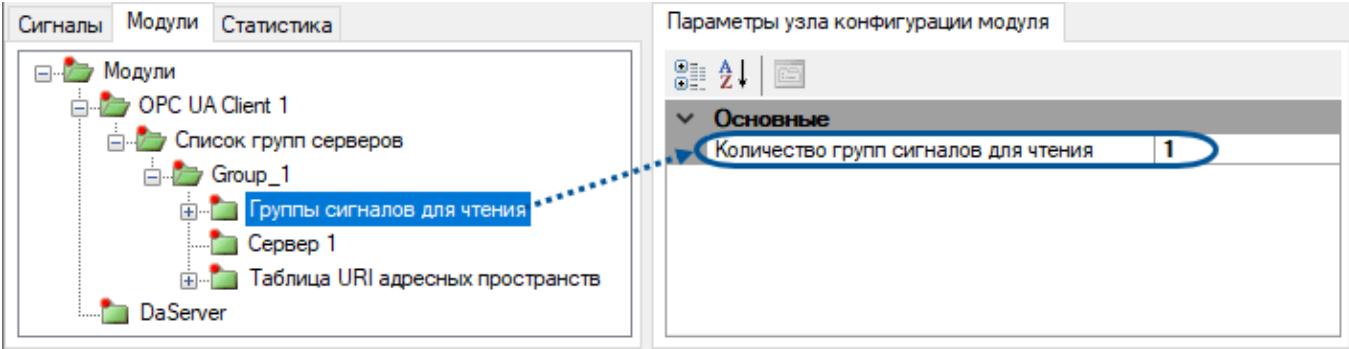 Сигналы Модули Статистика
Модули
OPC UA Client 1
Список групп серверов
Group_1
Группы сигналов для чтения
Сервер 1
Таблица URI адресных пространств
DaServer
Параметры узла конфигурации модуля
A
Z
Основные
Количество групп сигналов для чтения 1